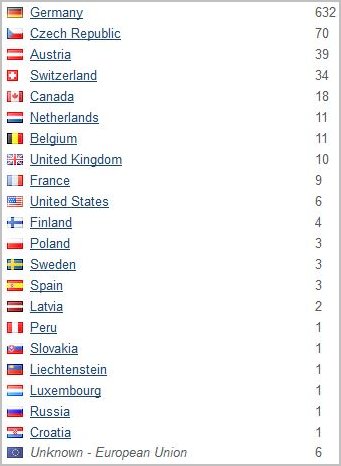 Germany 632
Czech Republic 70
Austria 39
Switzerland 34
Canada 18
Netherlands 11
Belgium 11
United Kingdom 10
France 9
United States 6
Finland 4
Poland 3
Sweden 3
Spain 3
Latvia 2
Peru 1
Slovakia 1
Liechtenstein 1
Luxembourg 1
Russia 1
Croatia 1
Unknown - European Union 6